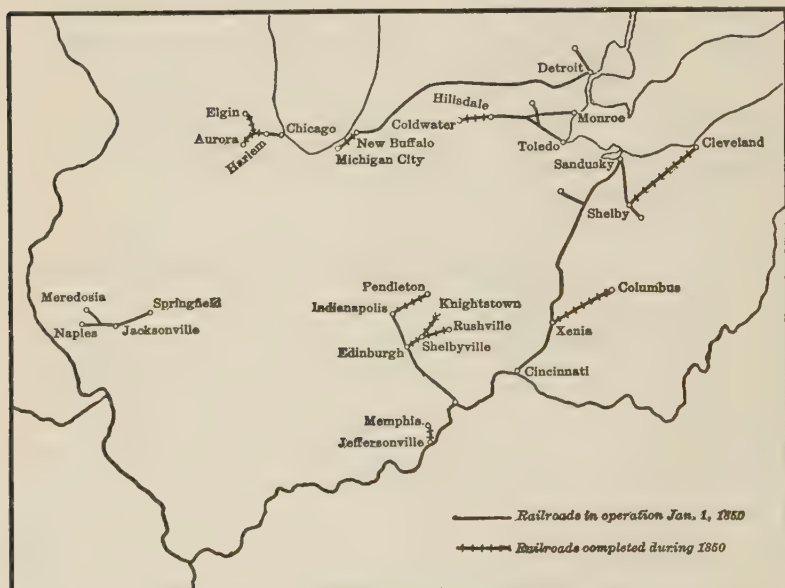 Detroit
Hillsdale
Elgin
Monroe
Coldwater
Chicago
Aurora
Harlem
New Buffalo
Toledo
Cleveland
Michigan City
Sandusky
Shelby
Pendleton
Columbus
Meredosia
Springfield
Knightstown
Indianapolis
Rushville
Naples
Jacksonville
Xenia
Edinburgh
Shelbyville
Cincinnati
Memphis
Jeffersonville
Railroads in operation Jan. 1, 1850
Railroads completed during 1850